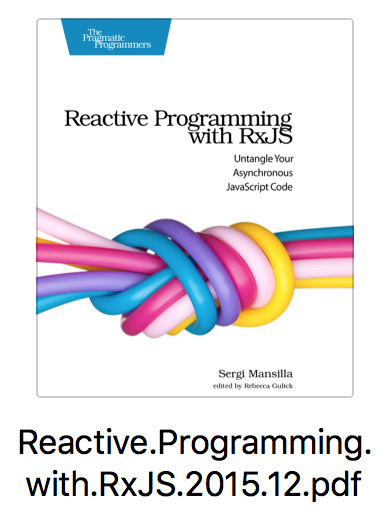 The
Pragmatic
Programmers
Reactive Programming
with RxJS
Untangle Your
Asynchronous
JavaScript Code
Sergi Mansilla
edited by Rebecca Gulick
Reactive.Programming.
with.RxJS.2015.12.pdf